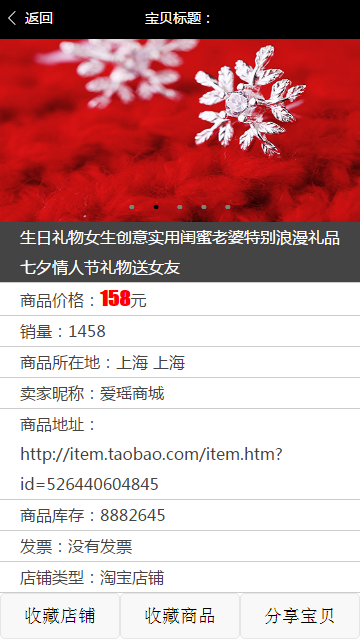 返回 宝贝标题：
生日礼物女生创意实用闺蜜老婆特别浪漫礼品
七夕情人节礼物送女友
商品价格：158元
销量：1458
商品所在地：上海 上海
卖家昵称：爱瑶商城
商品地址：
http://item.taobao.com/item.htm?
id=526440604845
商品库存：8882645
发票：没有发票
店铺类型：淘宝店铺
收藏店铺 收藏商品 分享宝贝